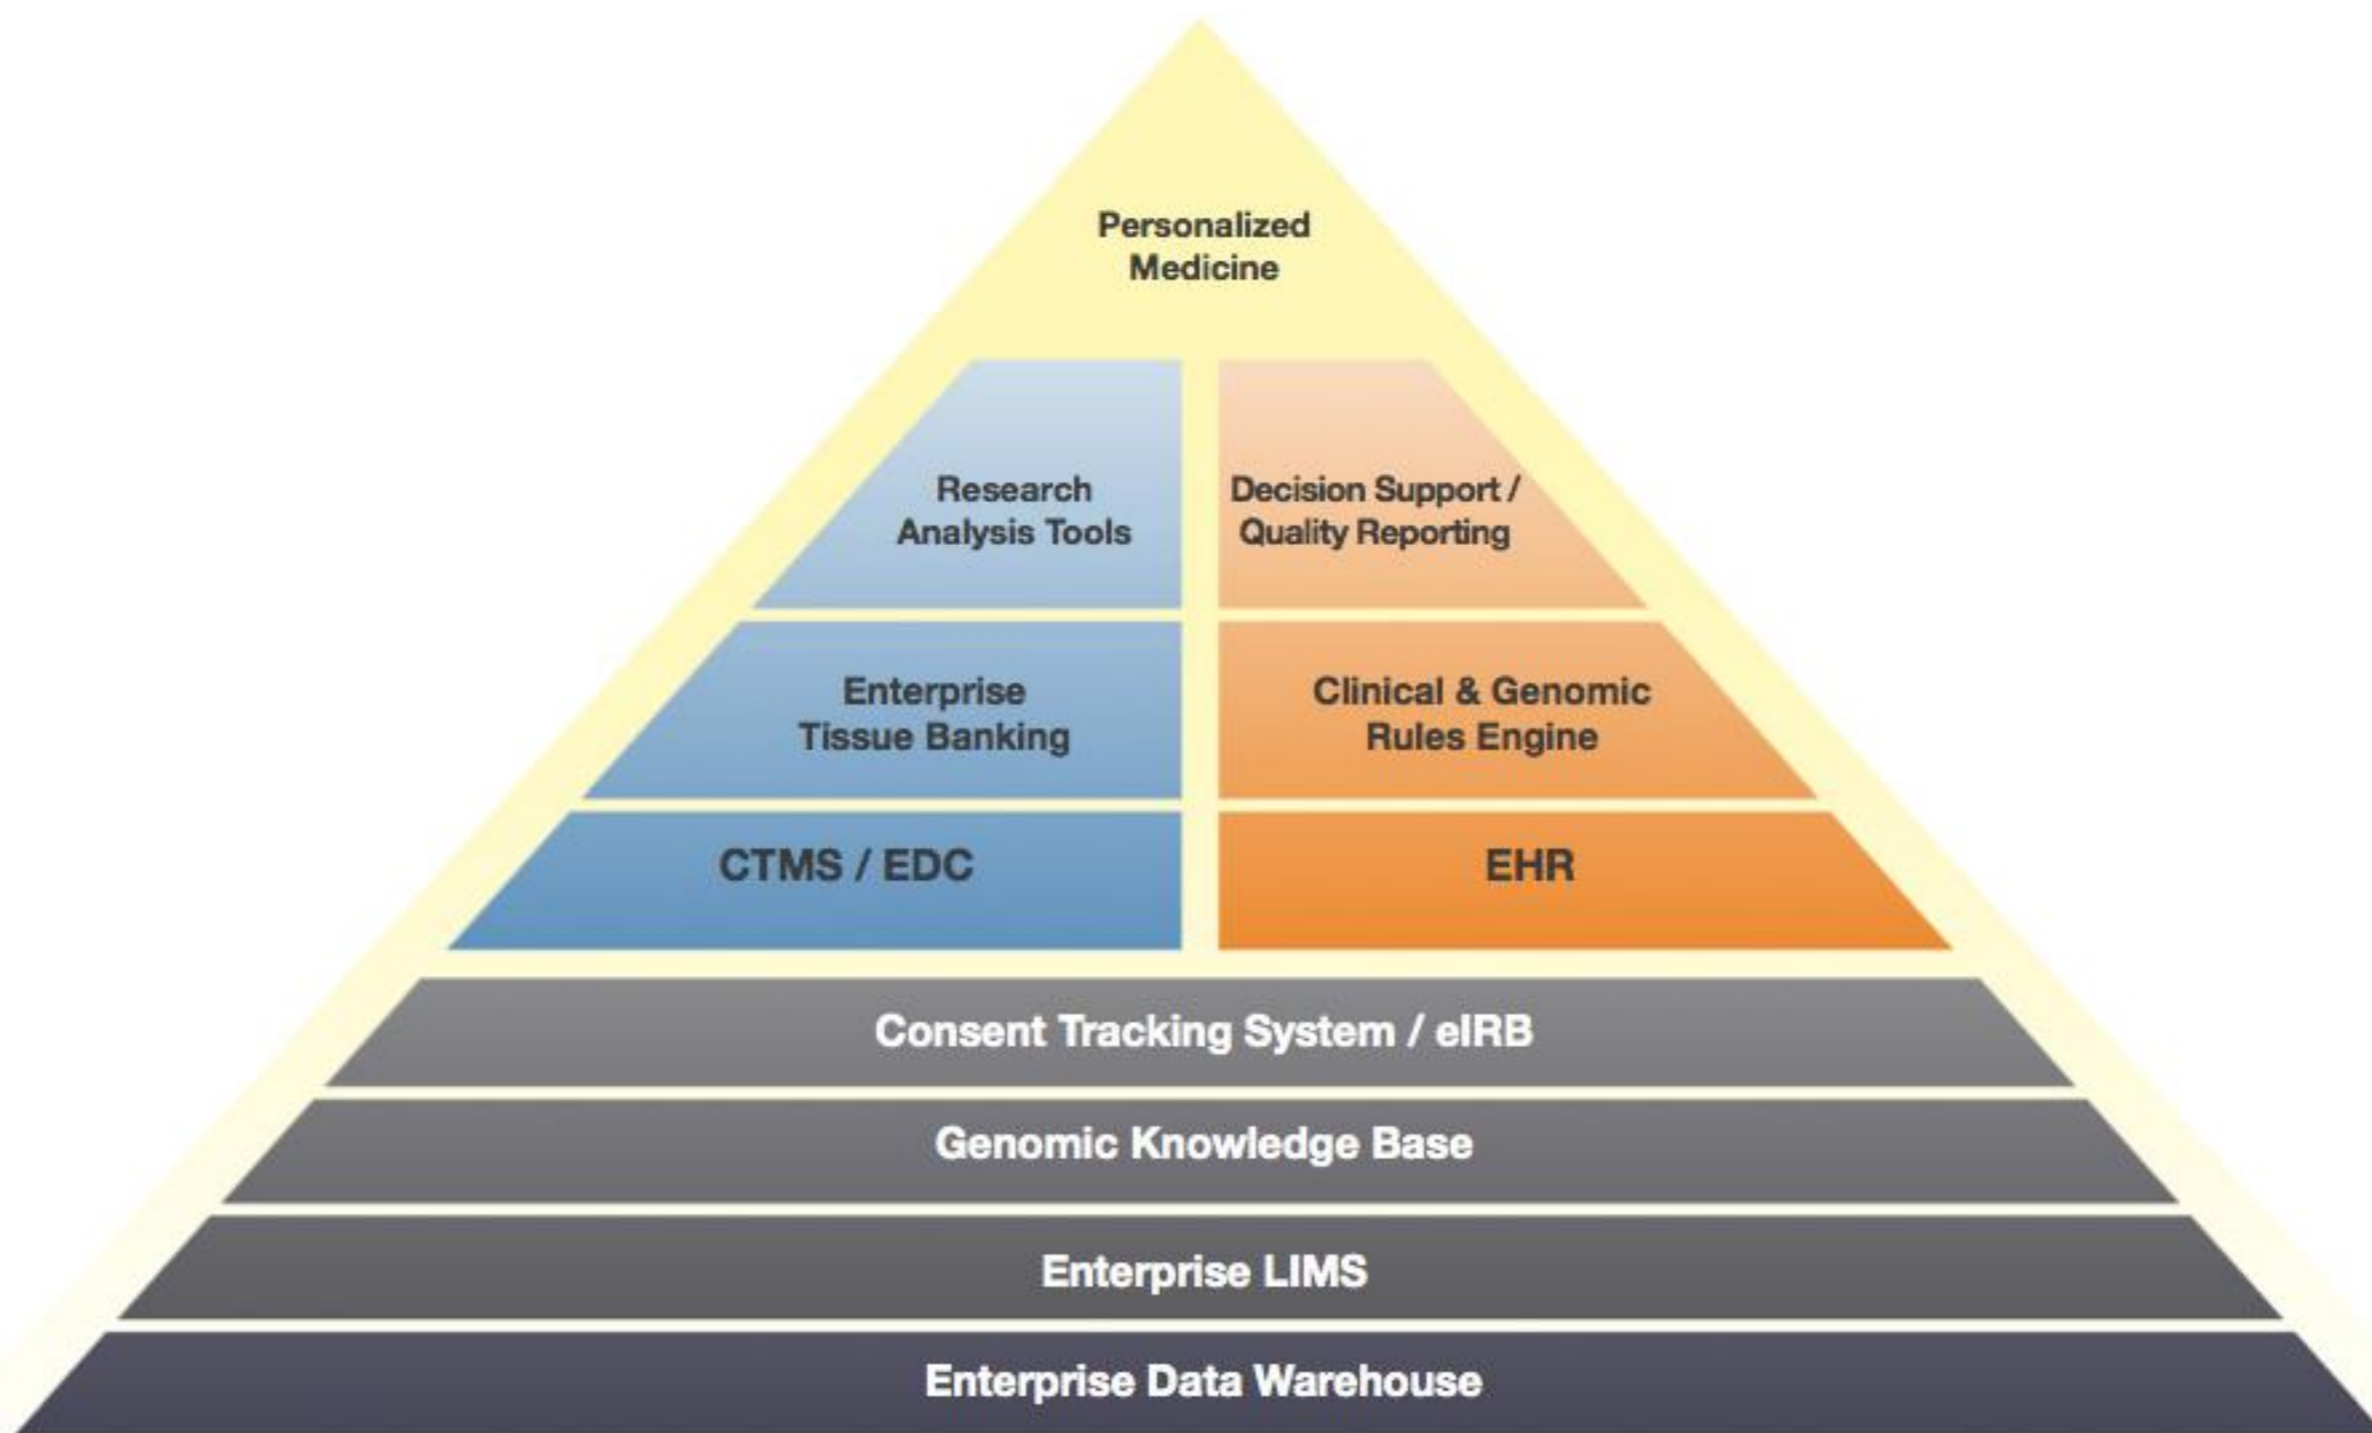 Personalized
Medicine
Research
Analysis Tools
Decision Support /
Quality Reporting
Enterprise
Tissue Banking
Clinical & Genomic
Rules Engine
CTMS / EDC
EHR
Consent Tracking System / eIRB
Genomic Knowledge Base
Enterprise LIMS
Enterprise Data Warehouse